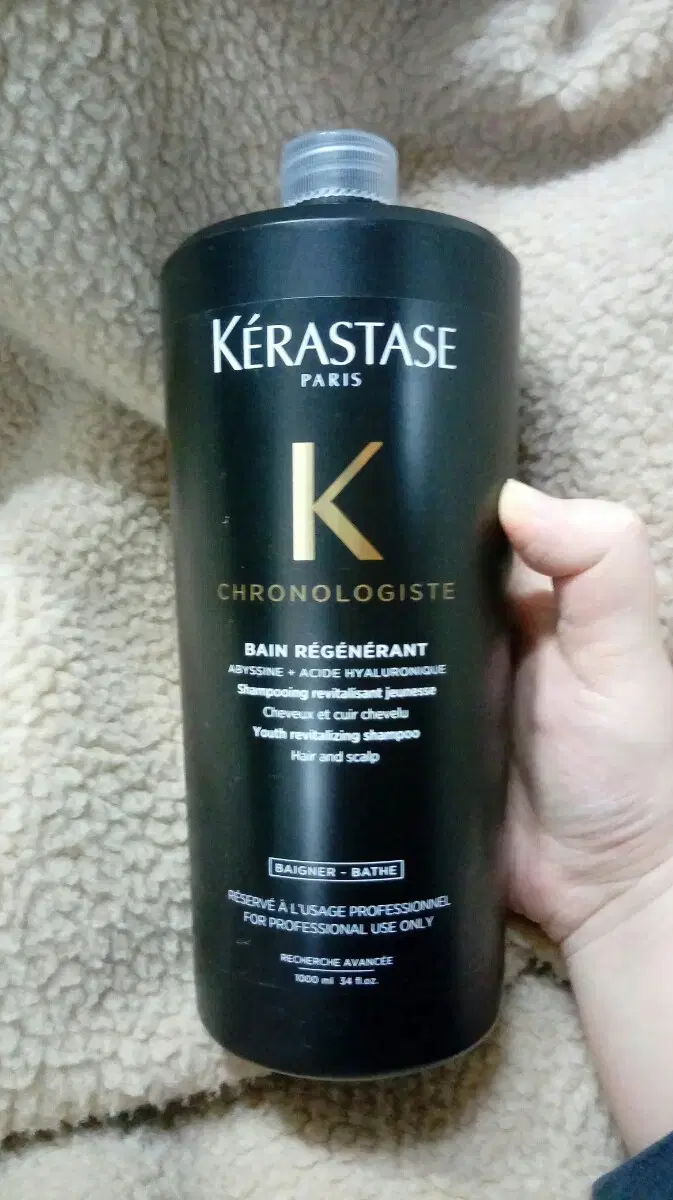 KÉRASTASE
PARIS
K
CHRONOLOGISTE
BAIN RÉGÉNÉRANT
ABYSSINE + ACIDE HYALURONIQUE
Shampooing revitalisant jeunesse
Cheveux et cuir chevelu
Youth revitalizing shampoo
Hair and scalp
BAIGNER - BATHE
RÉSERVÉ À L'USAGE PROFESSIONNEL
FOR PROFESSIONAL USE ONLY
RECHERCHE AVANCÉE
1000 ml 34 fl.oz.